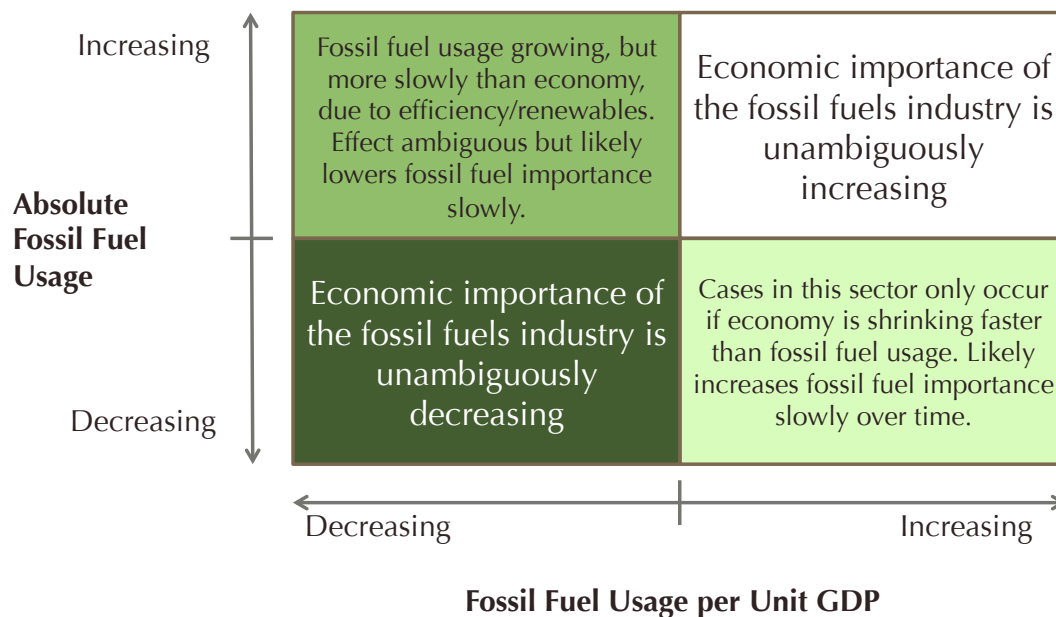 Increasing
Fossil fuel usage growing, but
more slowly than economy,
due to efficiency/renewables.
Effect ambiguous but likely
lowers fossil fuel importance
slowly.
Economic importance of
the fossil fuels industry is
unambiguously
increasing
Absolute
Fossil Fuel
Usage
Economic importance of
the fossil fuels industry is
unambiguously
decreasing
Cases in this sector only occur
if economy is shrinking faster
than fossil fuel usage. Likely
increases fossil fuel importance
slowly over time.
Decreasing
Decreasing
Increasing
Fossil Fuel Usage per Unit GDP